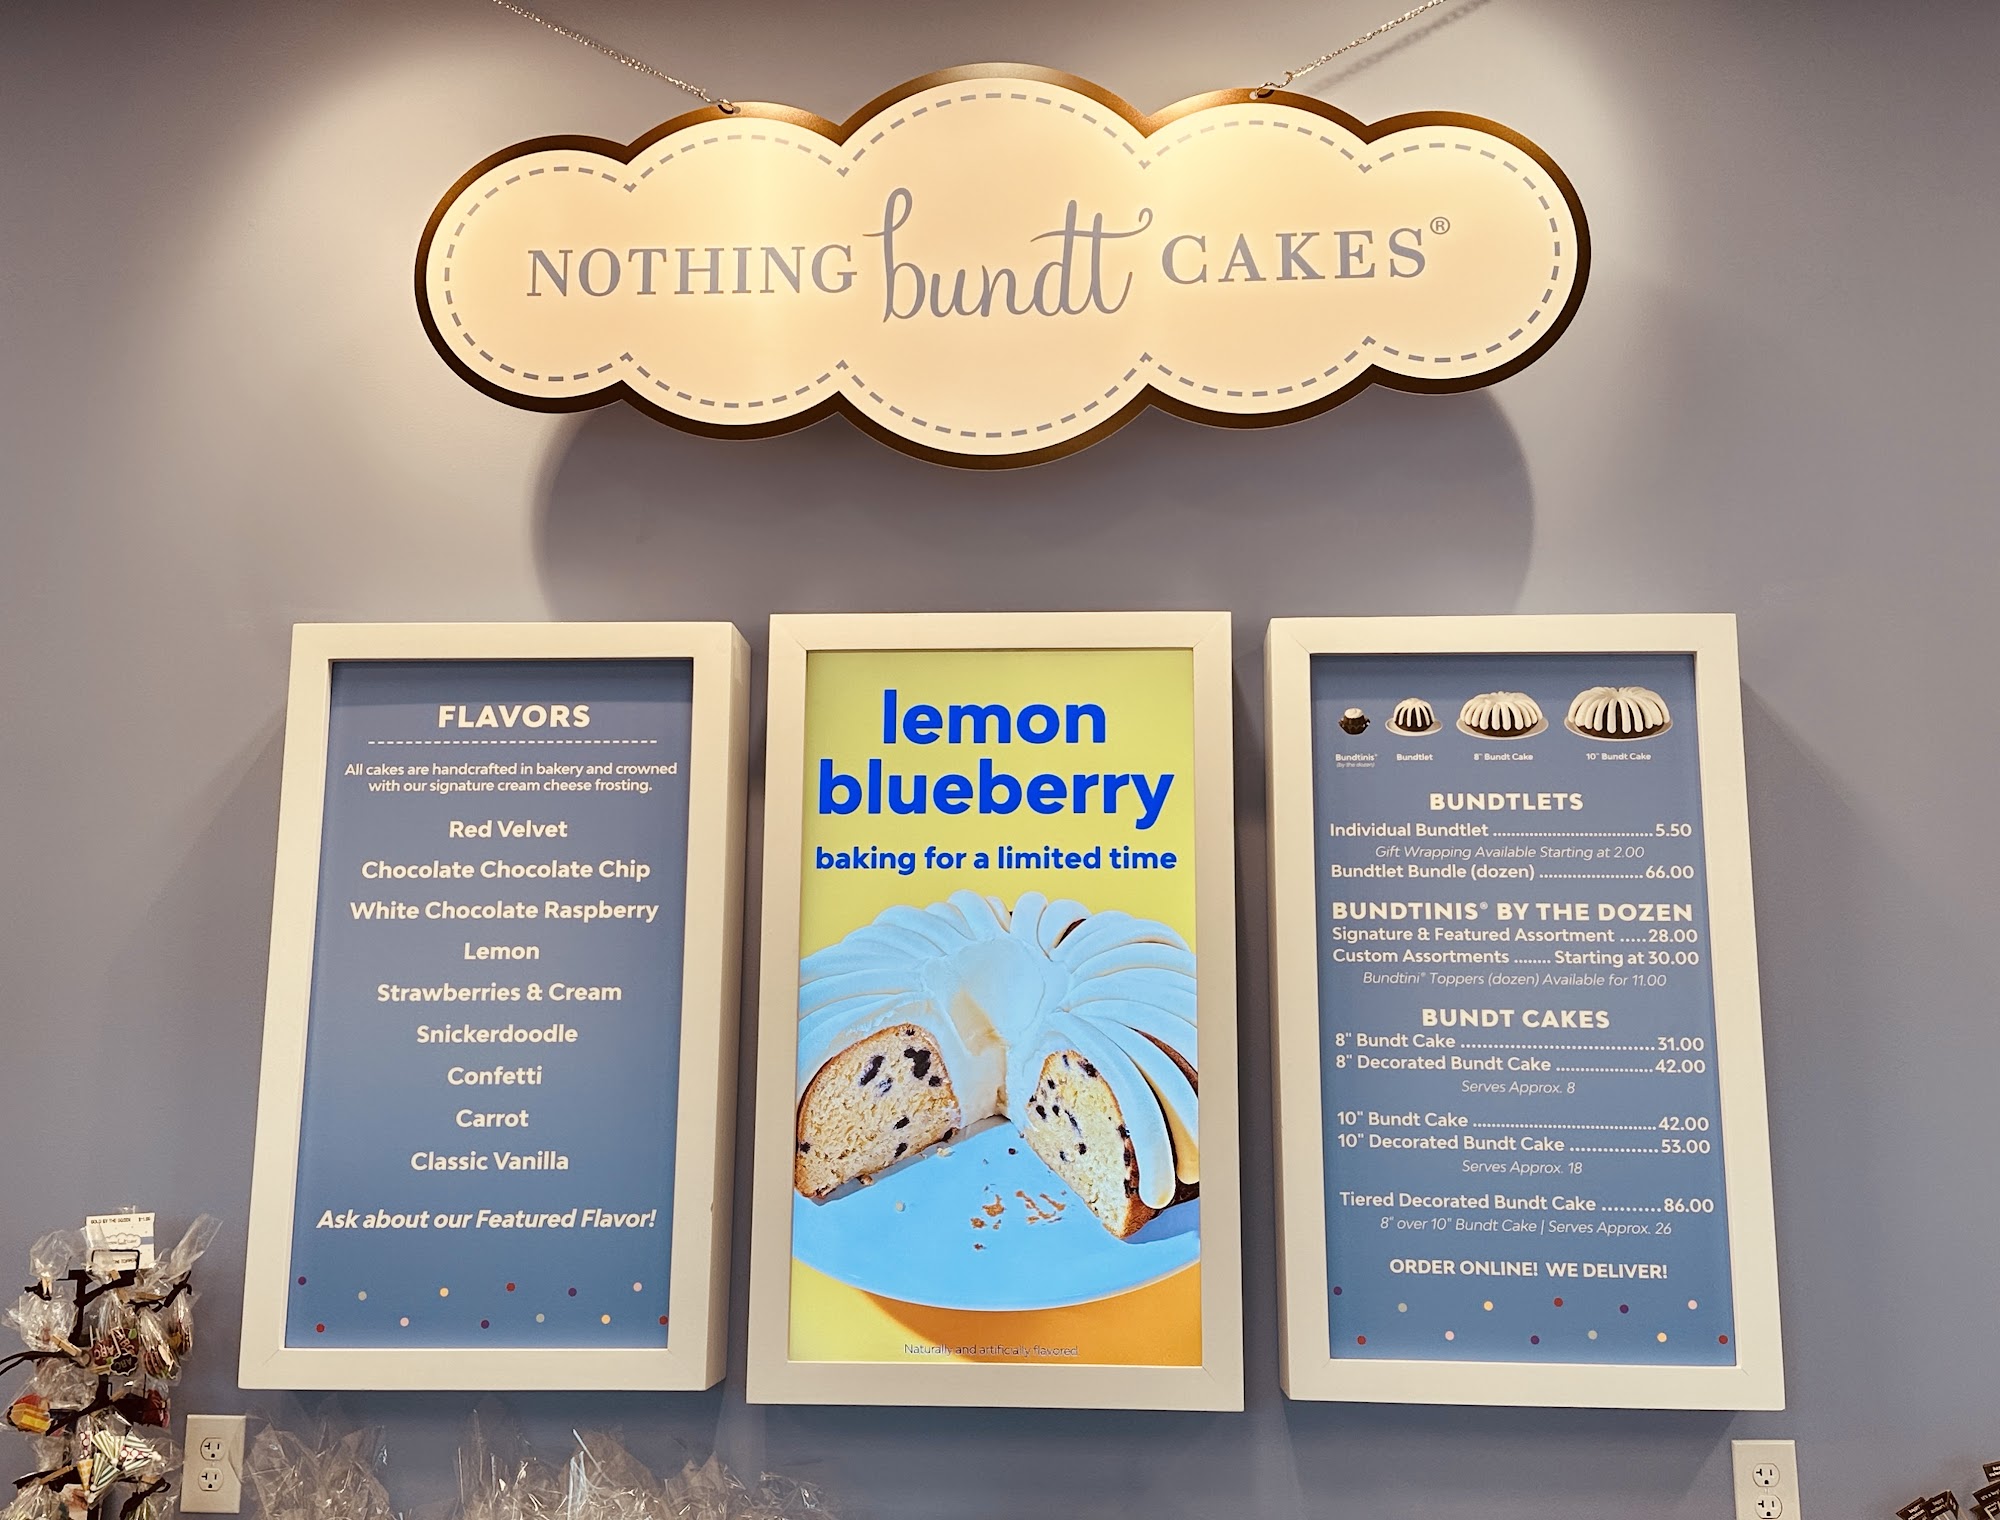 NOTHING bundt CAKES®
FLAVORS
All cakes are handcrafted in bakery and crowned
with our signature cream cheese frosting.
Red Velvet
Chocolate Chocolate Chip
White Chocolate Raspberry
Lemon
Strawberries & Cream
Snickerdoodle
Confetti
Carrot
Classic Vanilla
Ask about our Featured Flavor!
lemon
blueberry
baking for a limited time
Naturally and artificially flavored.
Bundtinis® Bundtlet 8" Bundt Cake 10" Bundt Cake
(by the dozen)
BUNDTLETS
Individual Bundtlet ........................................ 5.50
Gift Wrapping Available Starting at 2.00
Bundtlet Bundle (dozen) .......................... 66.00
BUNDTINIS® BY THE DOZEN
Signature & Featured Assortment ..... 28.00
Custom Assortments ........ Starting at 30.00
Bundtini® Toppers (dozen) Available for 11.00
BUNDT CAKES
8" Bundt Cake ................................................ 31.00
8" Decorated Bundt Cake ......................... 42.00
Serves Approx. 8
10" Bundt Cake .............................................. 42.00
10" Decorated Bundt Cake ...................... 53.00
Serves Approx. 18
Tiered Decorated Bundt Cake .......... 86.00
8" over 10" Bundt Cake | Serves Approx. 26
ORDER ONLINE! WE DELIVER!